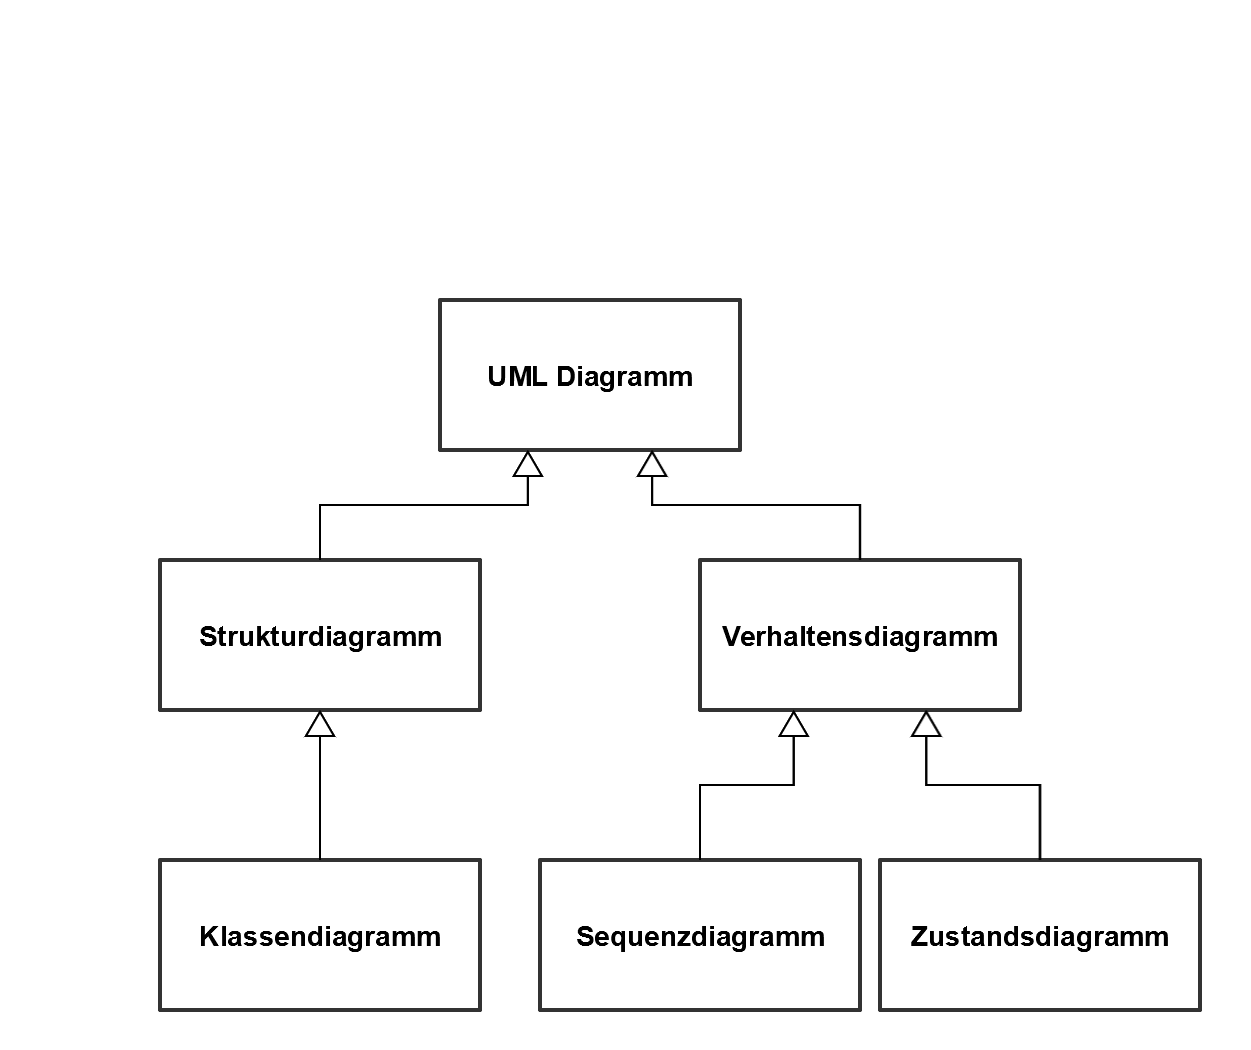 UML Diagramm
Strukturdiagramm
Verhaltensdiagramm
Klassendiagramm
Sequenzdiagramm
Zustandsdiagramm